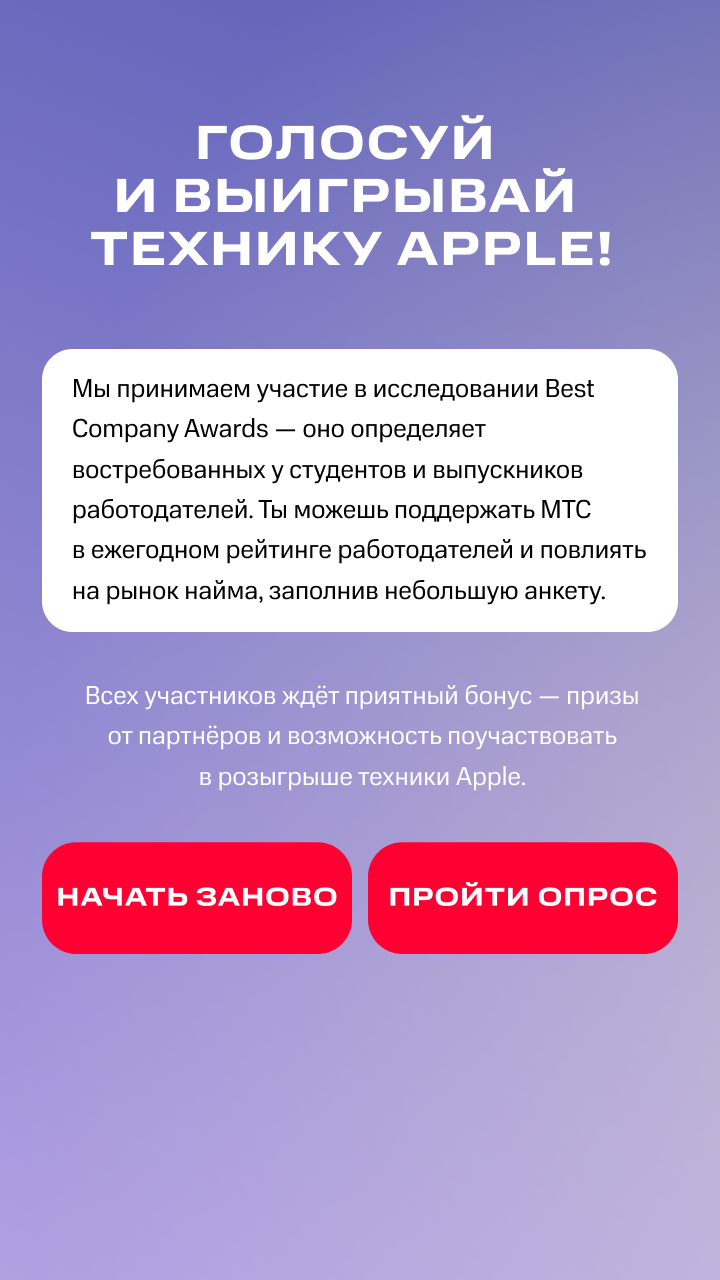 ГОЛОСУЙ
И ВЫИГРЫВАЙ
ТЕХНИКУ APPLE!
Мы принимаем участие в исследовании Best
Company Awards — оно определяет
востребованных у студентов и выпускников
работодателей. Ты можешь поддержать МТС
в ежегодном рейтинге работодателей и повлиять
на рынок найма, заполнив небольшую анкету.
Всех участников ждёт приятный бонус — призы
от партнёров и возможность поучаствовать
в розыгрыше техники Apple.
НАЧАТЬ ЗАНОВО
ПРОЙТИ ОПРОС